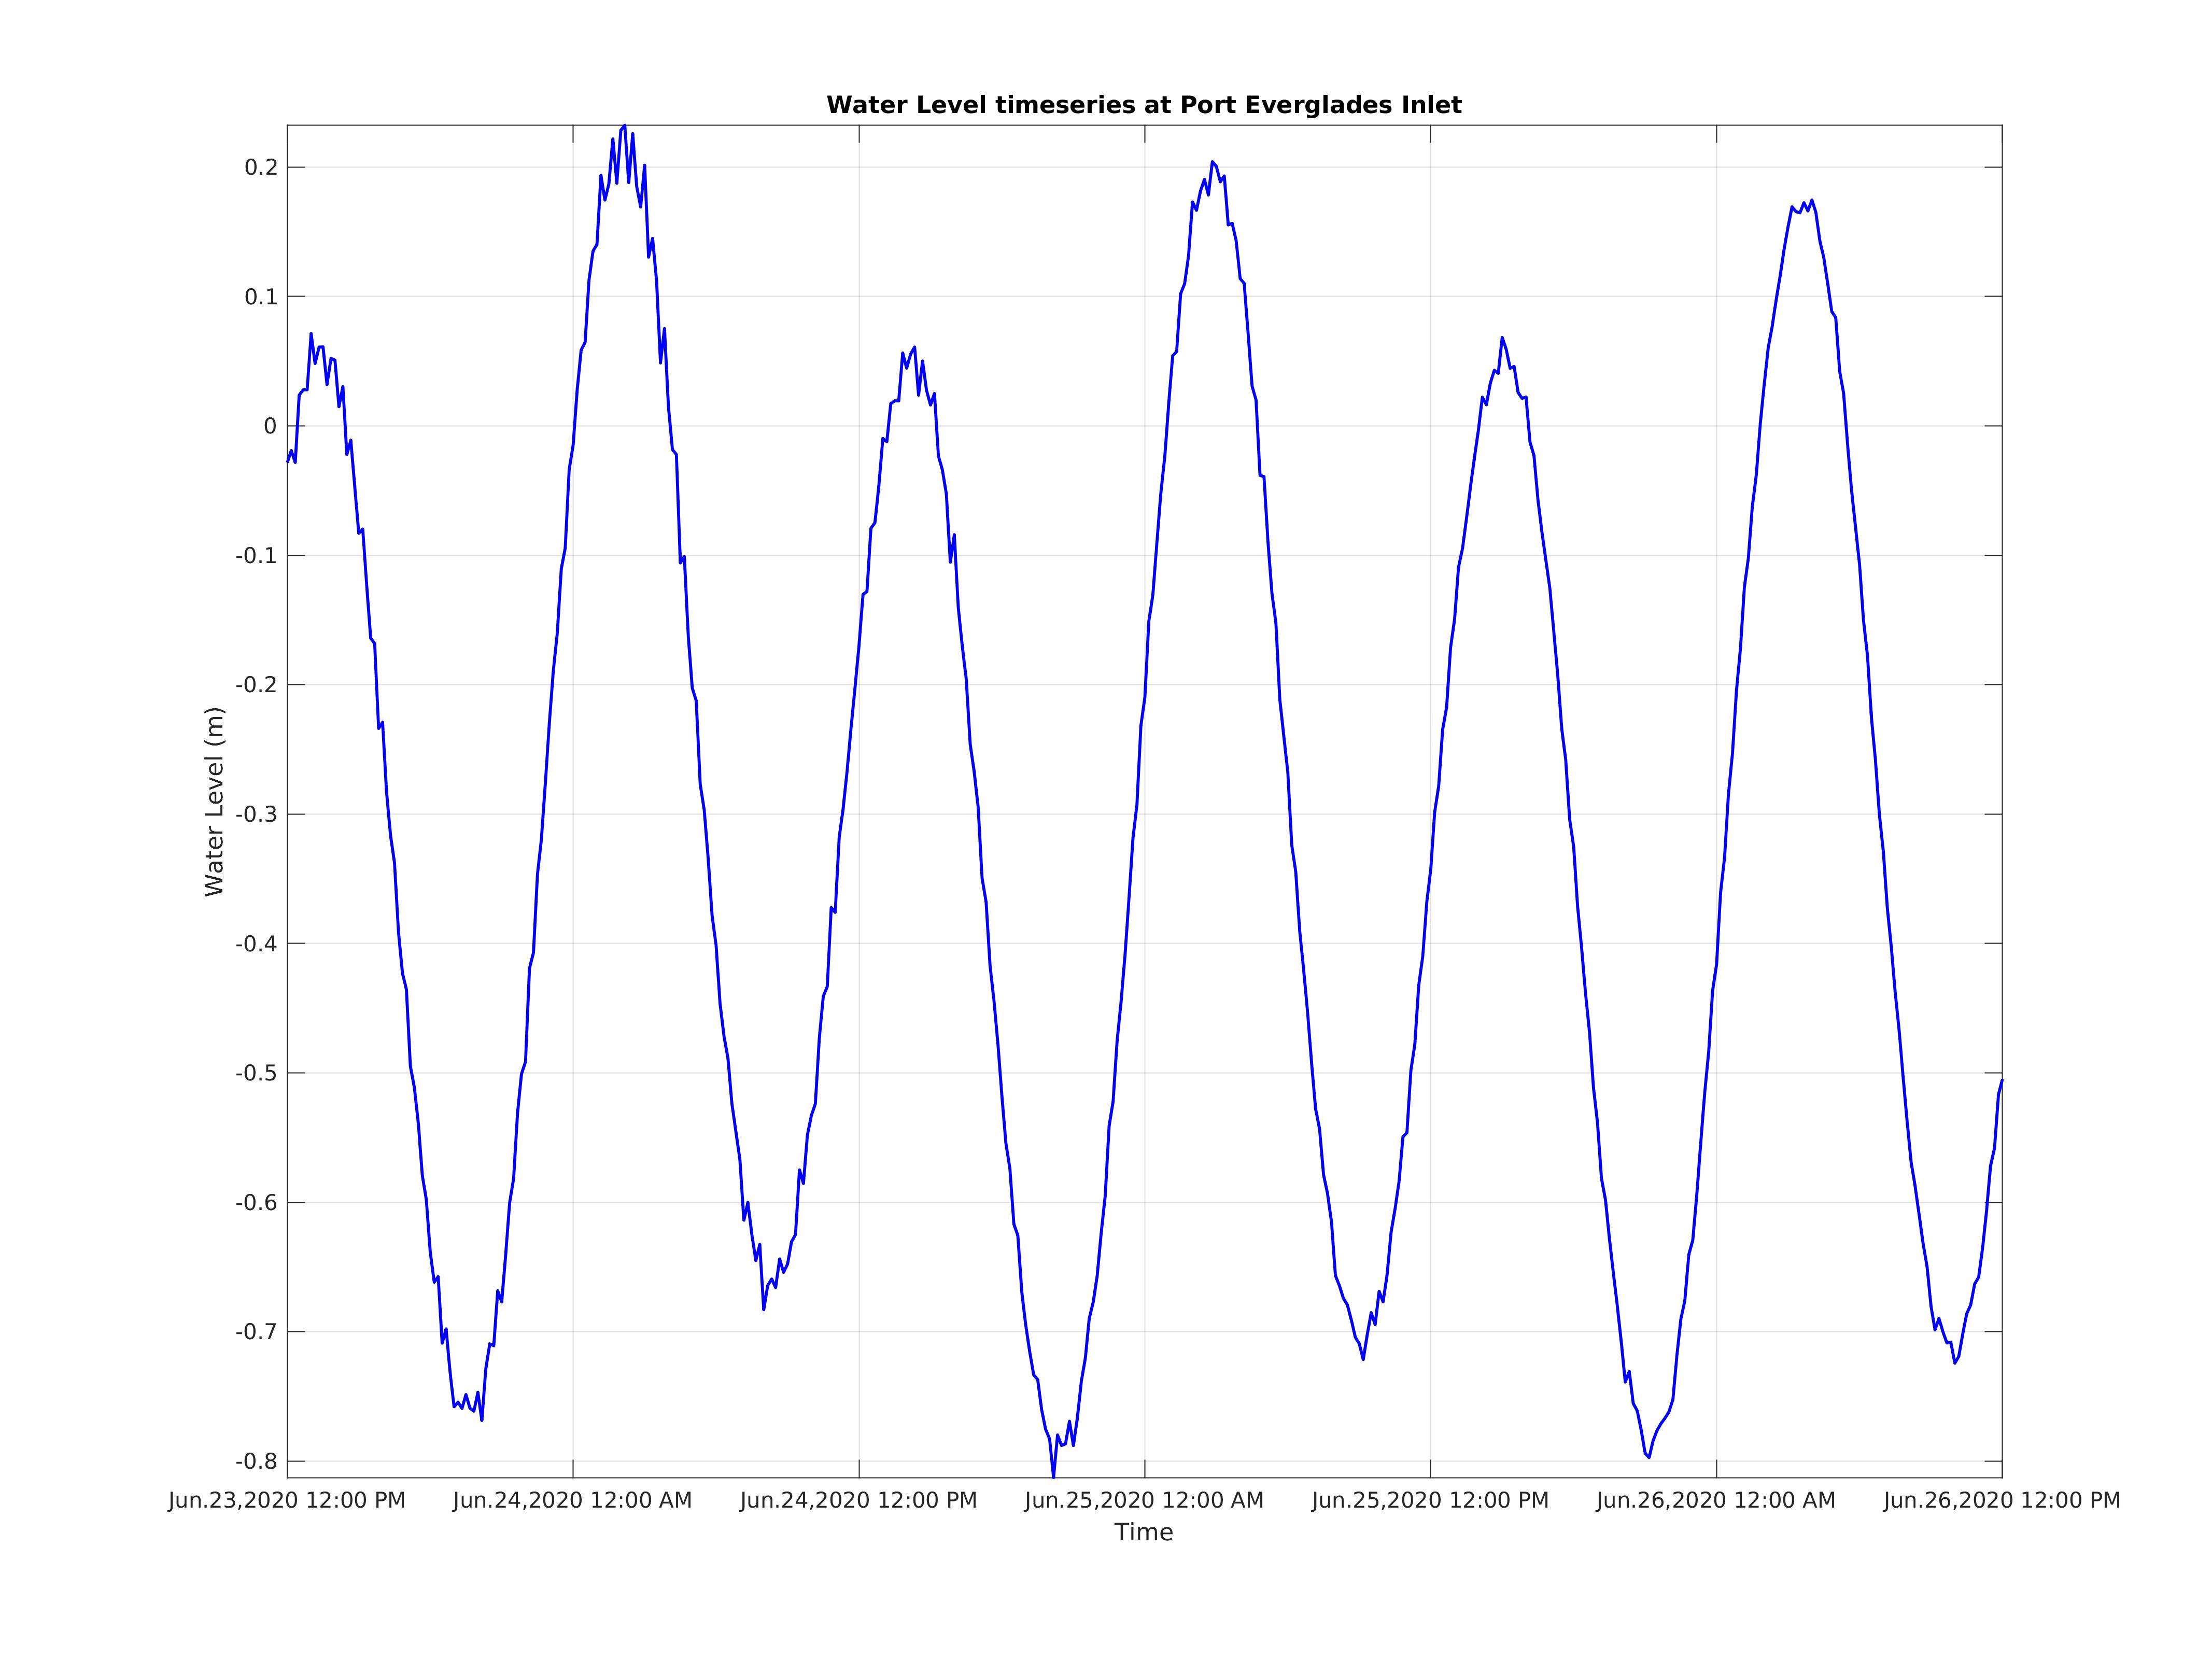 Water Level timeseries at Port Everglades Inlet
0.2
0.1
0
-0.1
-0.2
-0.3
-0.4
-0.5
-0.6
-0.7
-0.8
Water Level (m)
Jun.23,2020 12:00 PM Jun.24,2020 12:00 AM Jun.24,2020 12:00 PM Jun.25,2020 12:00 AM Jun.25,2020 12:00 PM Jun.26,2020 12:00 AM Jun.26,2020 12:00 PM
Time